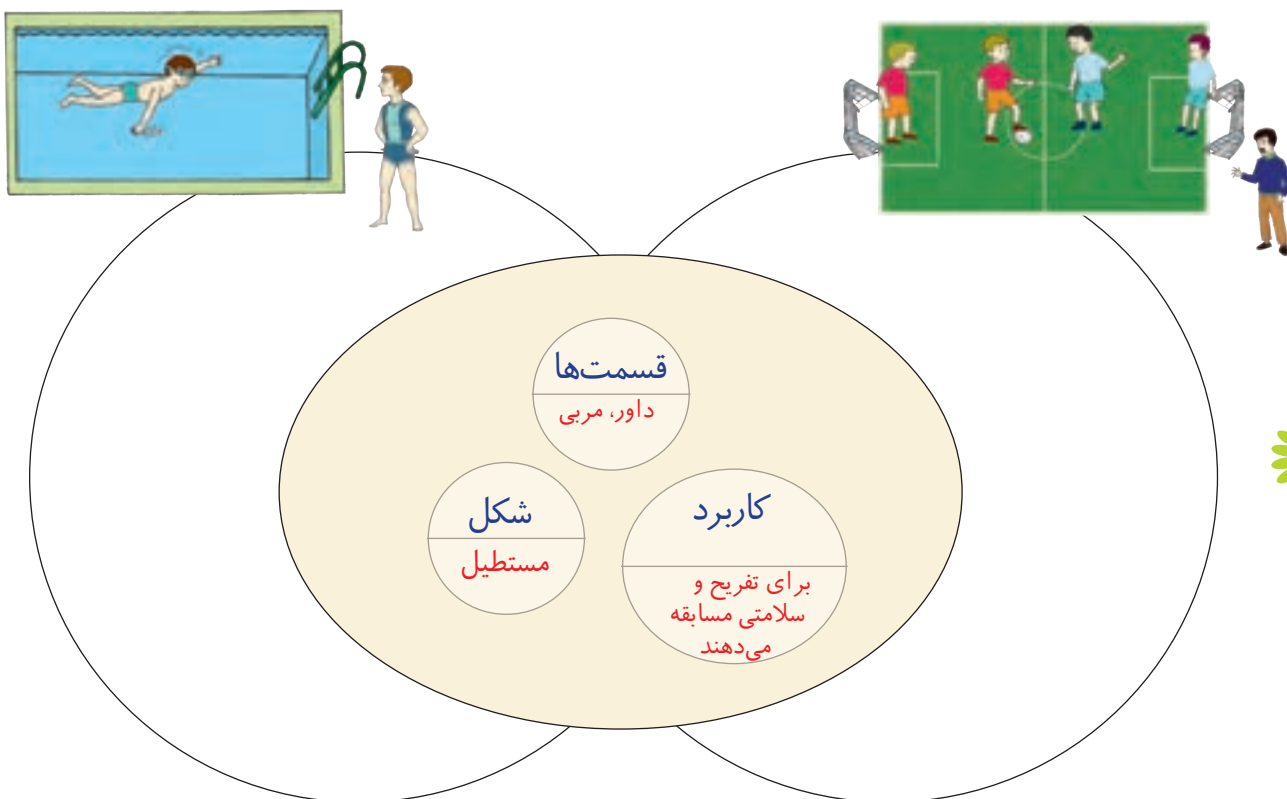 قسمت‌ها
داور، مربی
کاربرد
برای تفریح و
سلامتی مسابقه
می‌دهند
شکل
مستطیل